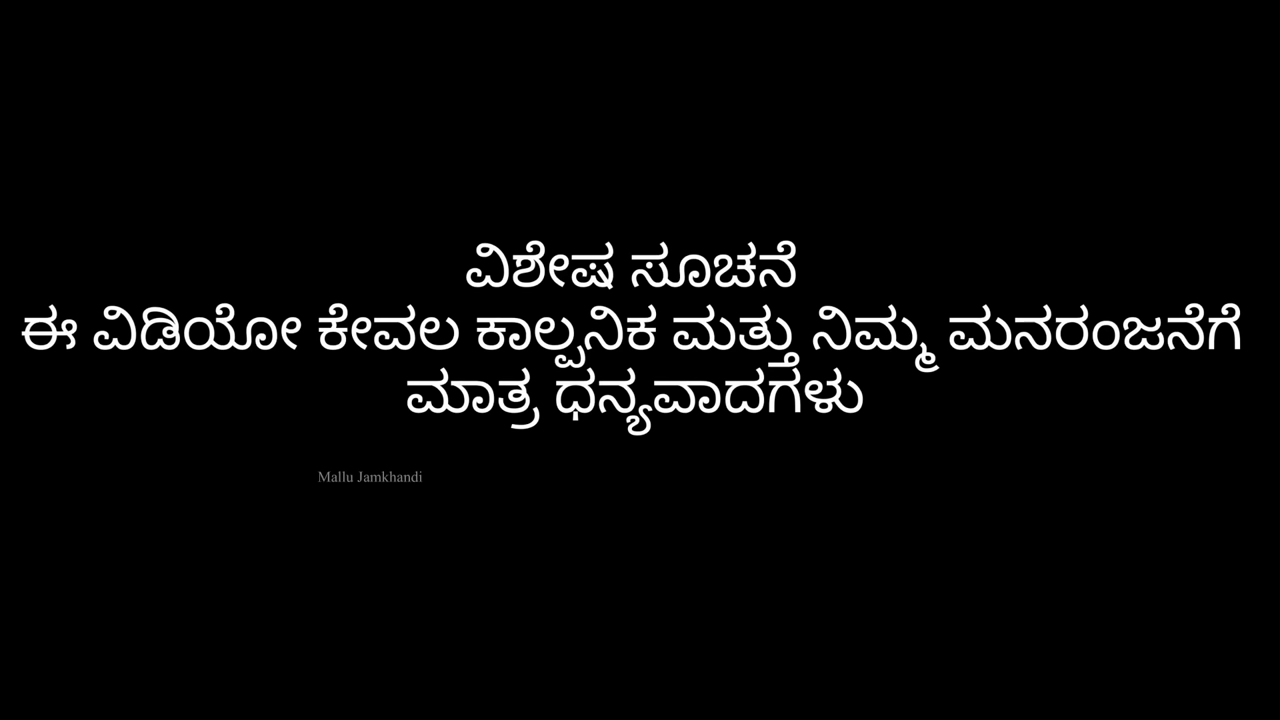 ವಿಶೇಷ ಸೂಚನೆ
ಈ ವಿಡಿಯೋ ಕೇವಲ ಕಾಲ್ಪನಿಕ ಮತ್ತು ನಿಮ್ಮ ಮನರಂಜನೆಗೆ
ಮಾತ್ರ ಧನ್ಯವಾದಗಳು
Mallu Jamkhandi